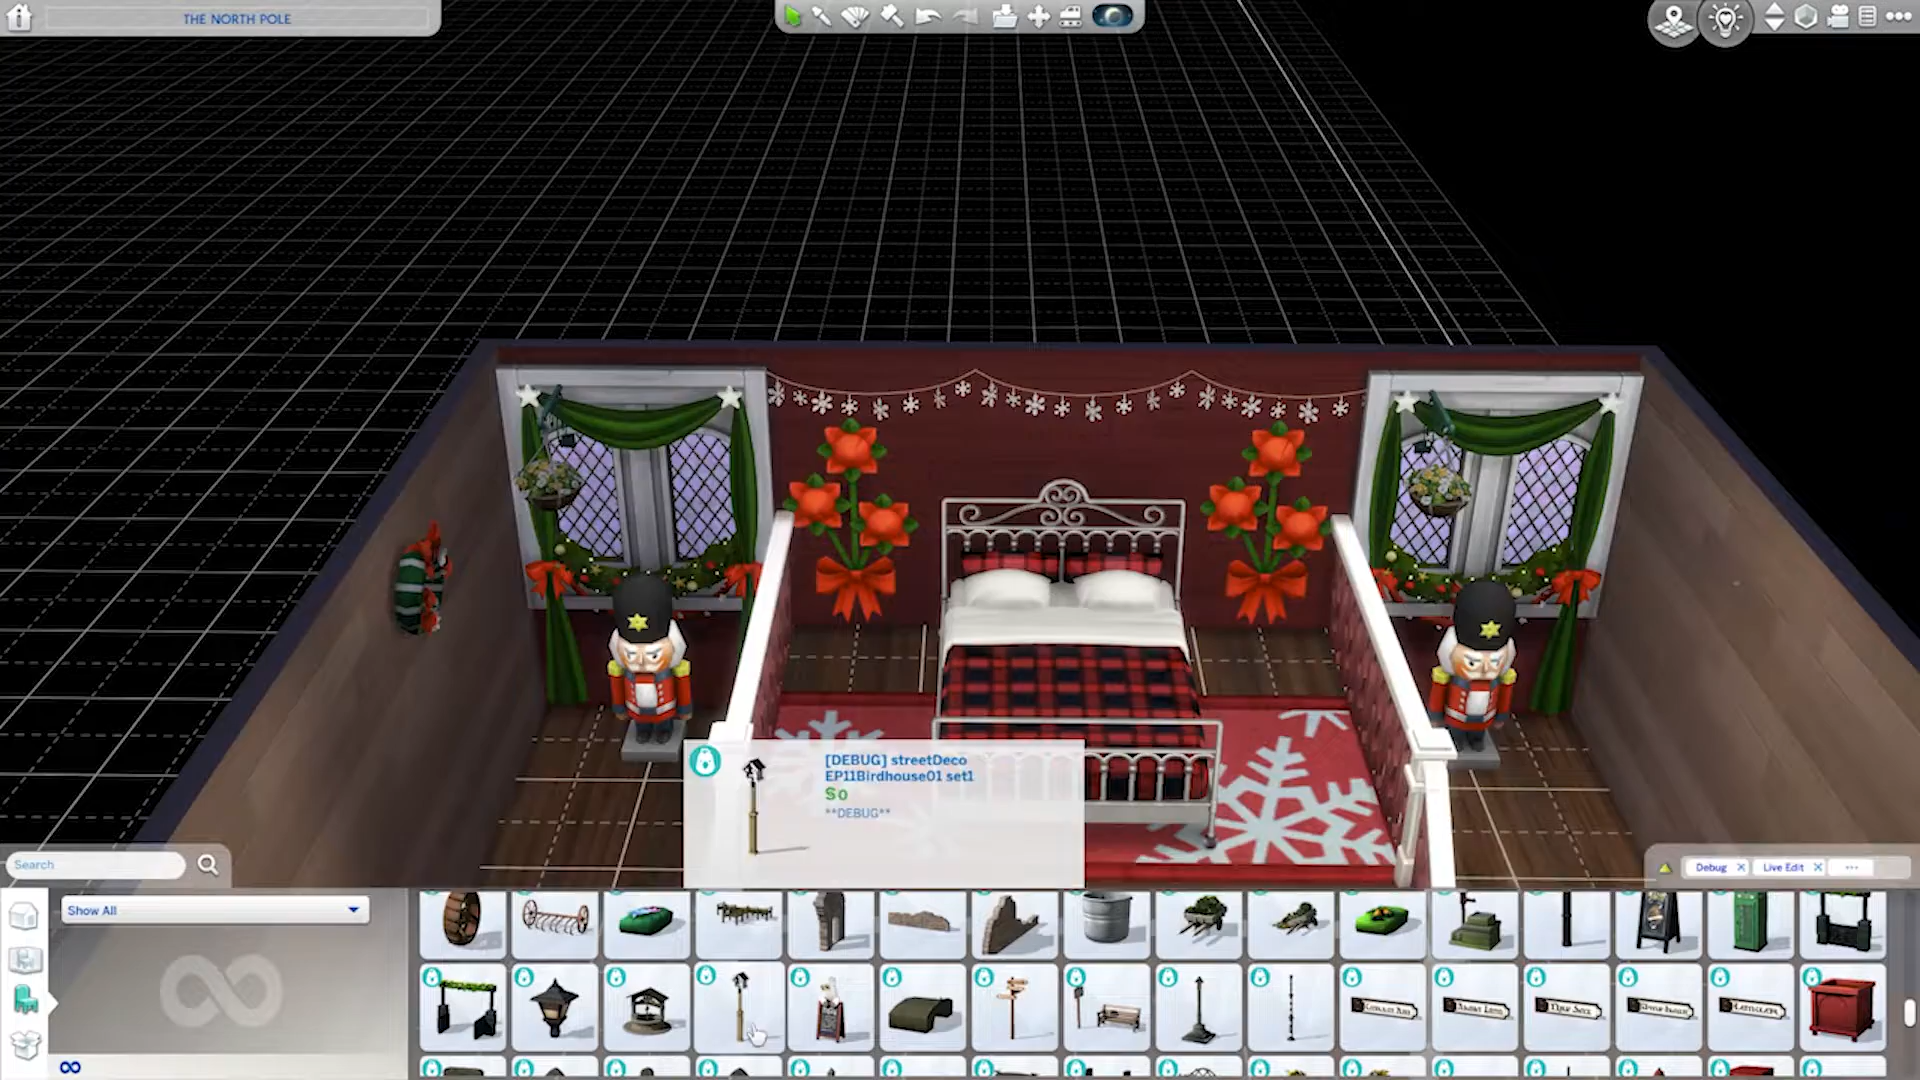 THE NORTH POLE
[DEBUG] streetDeco
EP11Birdhouse01 set1
§0
**DEBUG**
Search
Debug
Live Edit
Show All